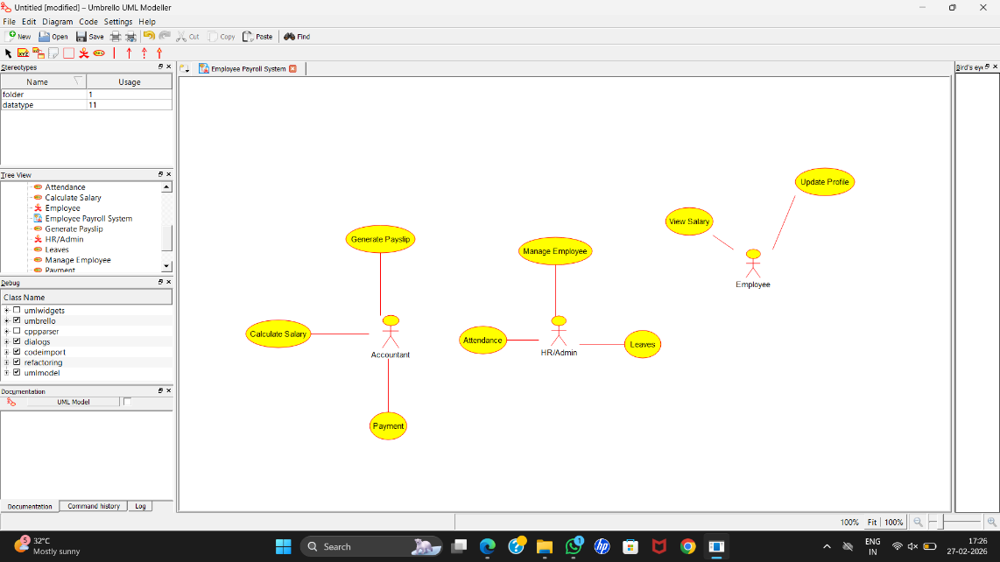 Untitled [modified] – Umbrello UML Modeller
File Edit Diagram Code Settings Help
New Open Save Cut Copy Paste Find
Stereotypes
Name Usage
folder 1
datatype 11
Tree View
Attendance
Calculate Salary
Employee
Employee Payroll System
Generate Payslip
HR/Admin
Leaves
Manage Employee
Payment
Debug
Class Name
umlwidgets
umbrello
cppparser
dialogs
codeimport
refactoring
umlmodel
Documentation
UML Model
Documentation Command history Log
Employee Payroll System
Bird's ey
Update Profile
View Salary
Generate Payslip
Manage Employee
Employee
Calculate Salary
Attendance
Leaves
Accountant
HR/Admin
Payment
100% Fit 100%
5
32°C
Mostly sunny
Search
1
ENG
IN
17:26
27-02-2026